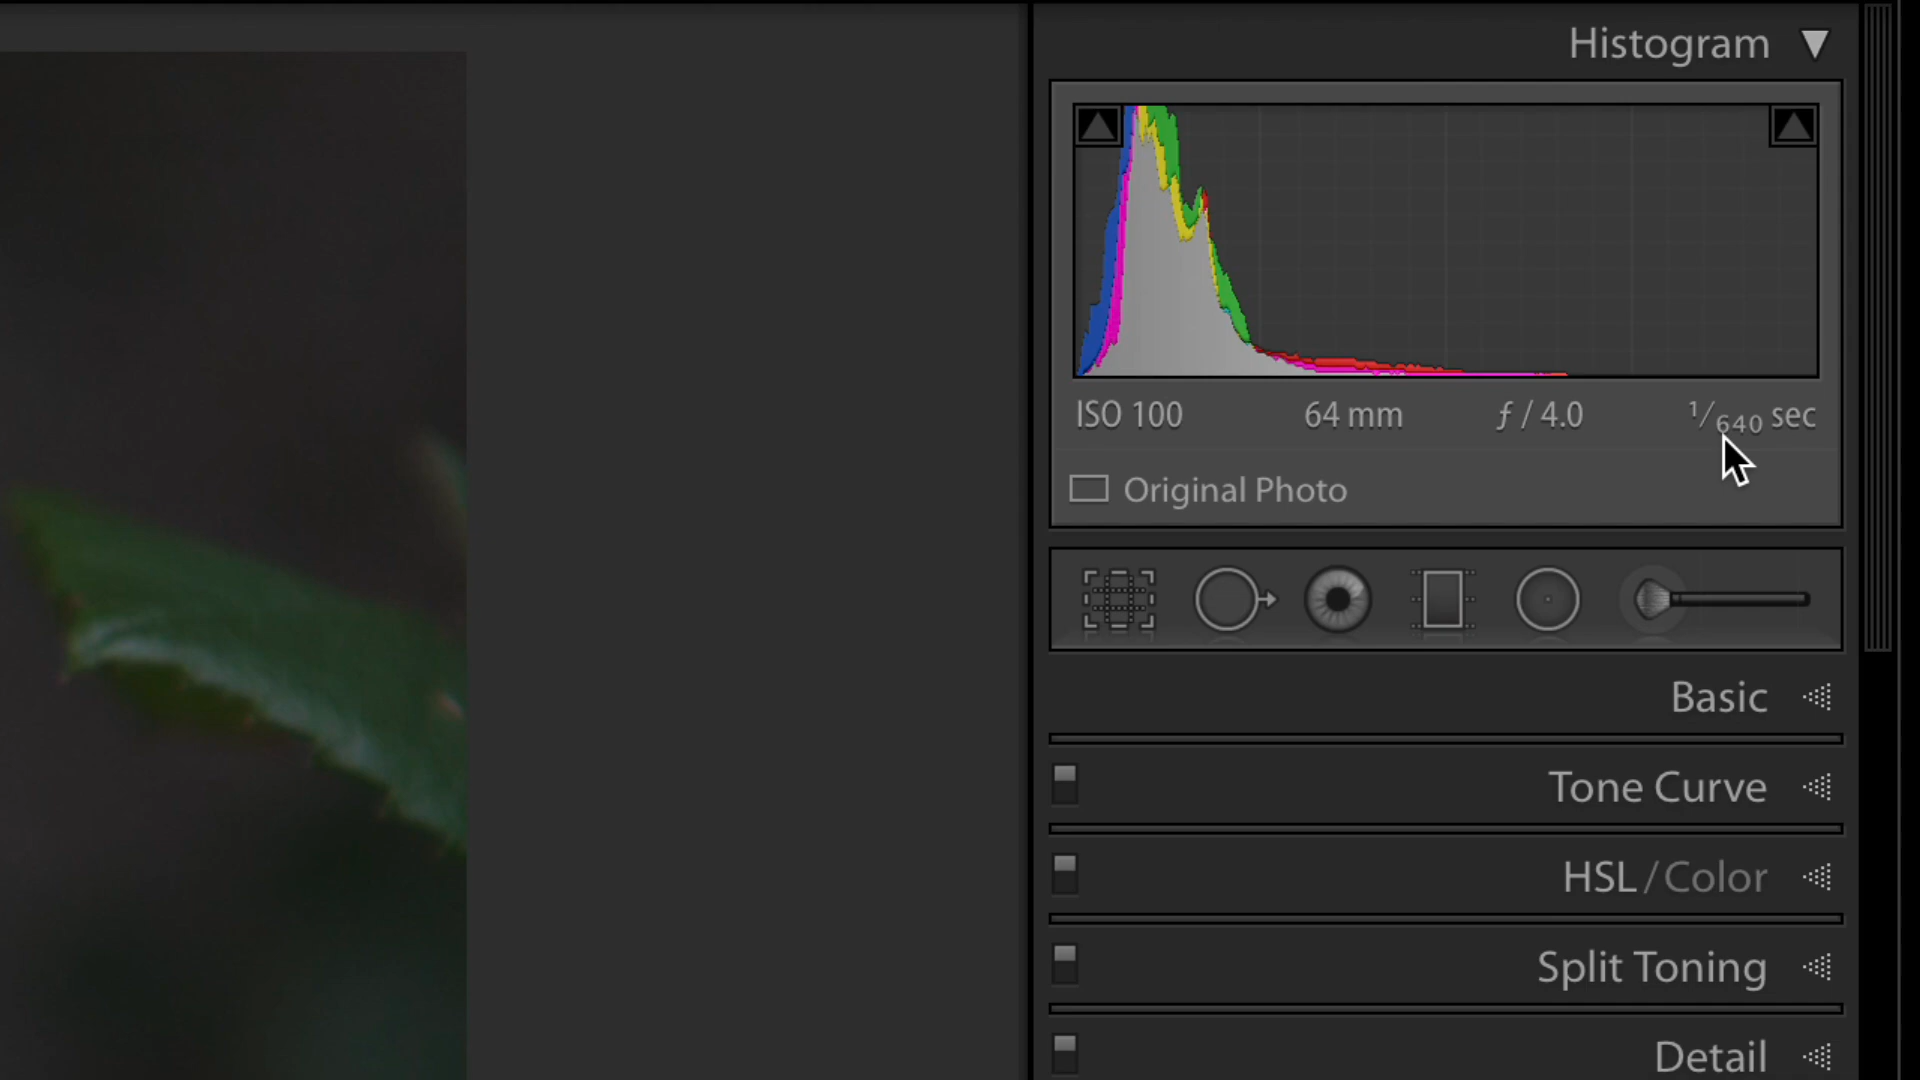 Histogram
ISO 100 64 mm ƒ / 4.0 1/640 sec
Original Photo
Basic
Tone Curve
HSL / Color
Split Toning
Detail